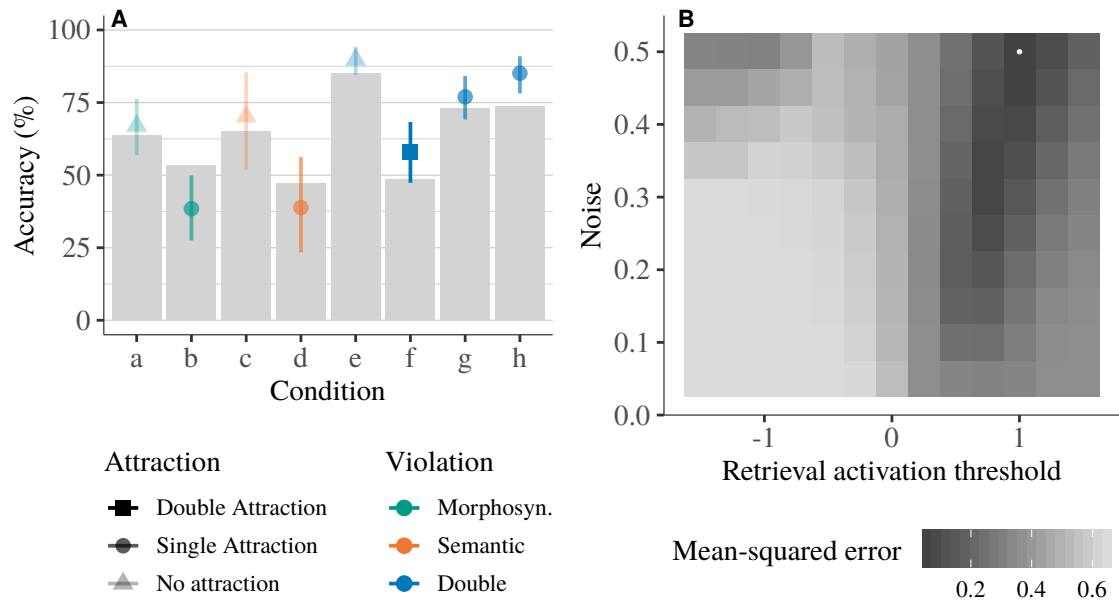 A
100
75
50
25
0
Accuracy (%)
a b c d e f g h
Condition
Attraction
Double Attraction
Single Attraction
No attraction
Violation
Morphosyn.
Semantic
Double
B
0.5
0.4
0.3
0.2
0.1
0.0
Noise
-1 0 1
Retrieval activation threshold
Mean-squared error
0.2 0.4 0.6